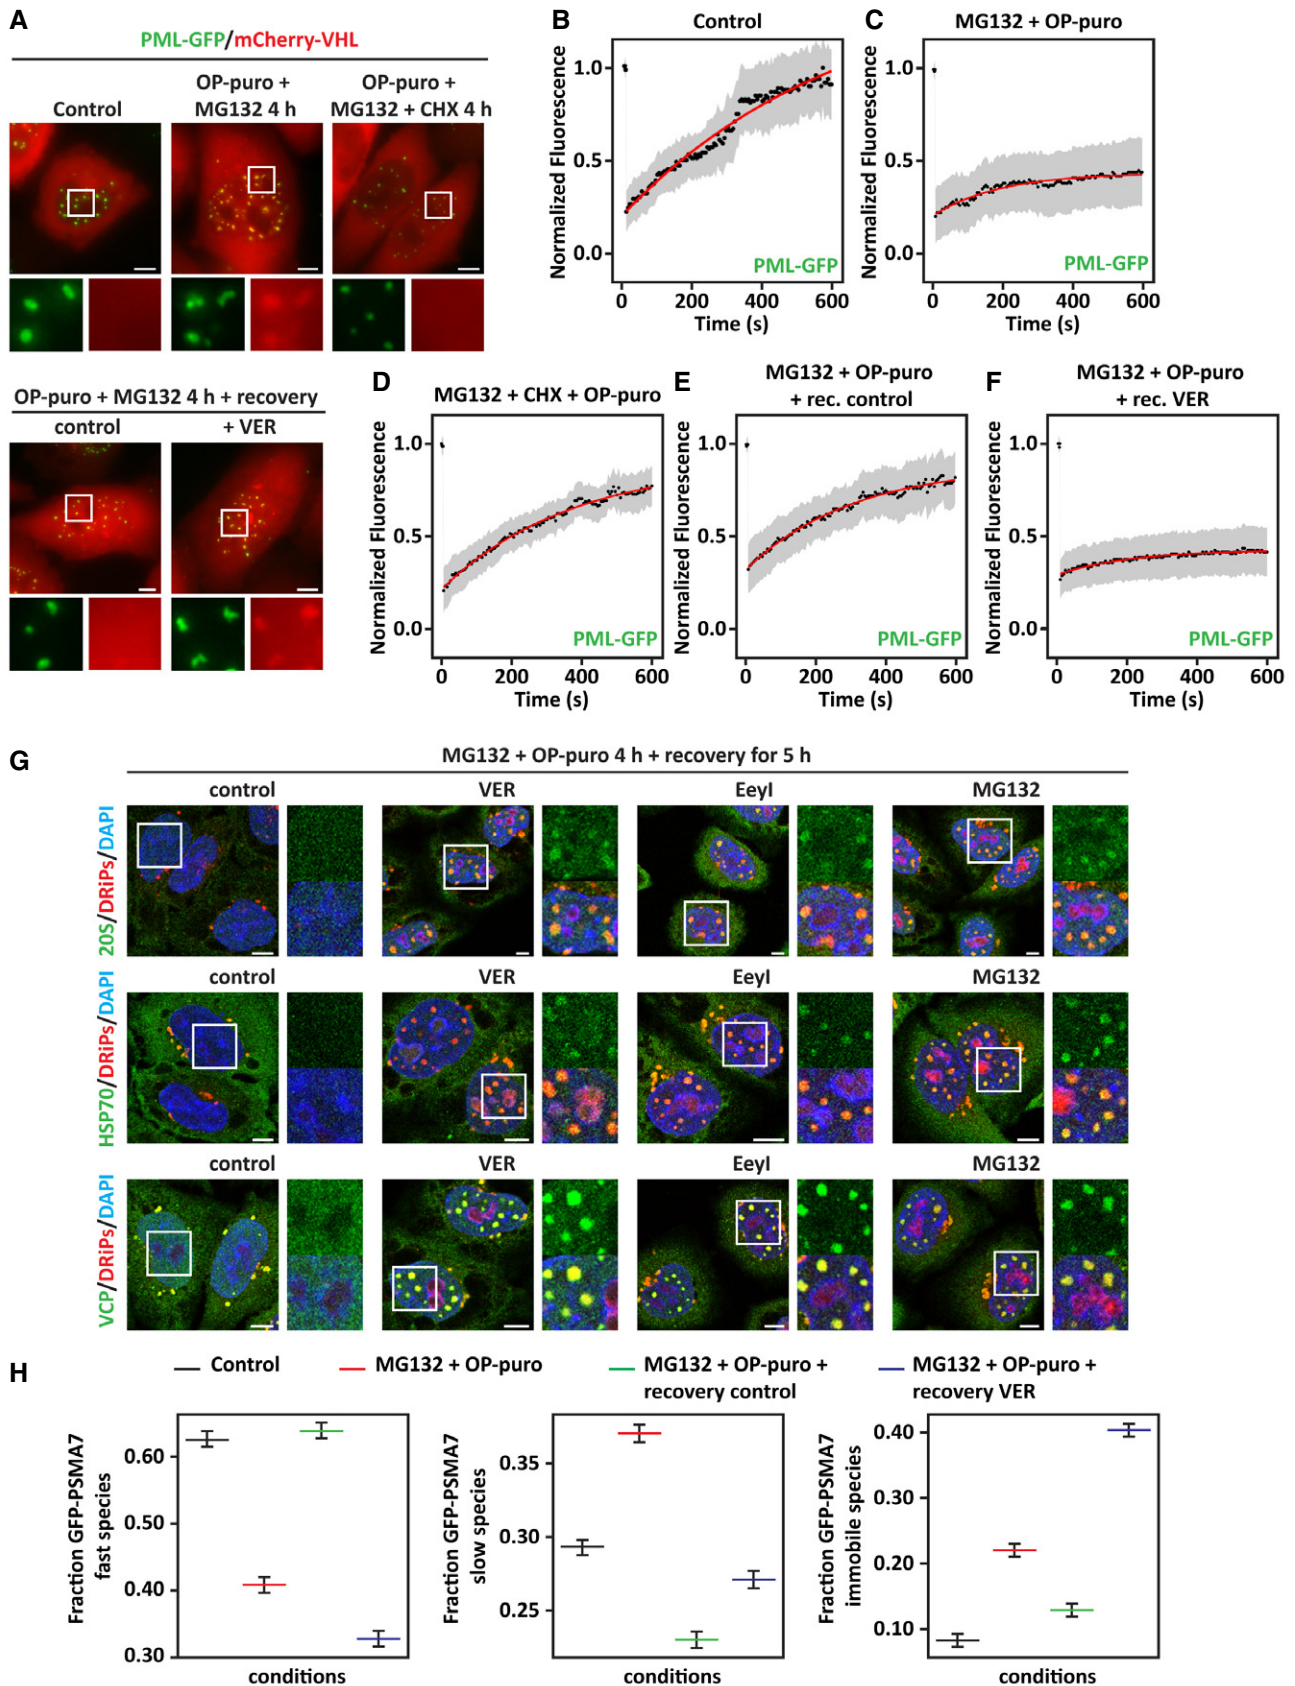 A
PML-GFP/mCherry-VHL
Control
OP-puro +
MG132 4 h
OP-puro +
MG132 + CHX 4 h
OP-puro + MG132 4 h + recovery
control
+ VER
B
Control
Normalized Fluorescence
1.0
0.5
0.0
PML-GFP
0
200
400
600
Time (s)
C
MG132 + OP-puro
Normalized Fluorescence
1.0
0.5
0.0
PML-GFP
0
200
400
600
Time (s)
D
MG132 + CHX + OP-puro
Normalized Fluorescence
1.0
0.5
0.0
PML-GFP
0
200
400
600
Time (s)
E
MG132 + OP-puro
+ rec. control
Normalized Fluorescence
1.0
0.5
0.0
PML-GFP
0
200
400
600
Time (s)
F
MG132 + OP-puro
+ rec. VER
Normalized Fluorescence
1.0
0.5
0.0
PML-GFP
0
200
400
600
Time (s)
G
MG132 + OP-puro 4 h + recovery for 5 h
control
VER
EeyI
MG132
20S/DRiPs/DAPI
control
VER
EeyI
MG132
HSP70/DRiPs/DAPI
control
VER
EeyI
MG132
VCP/DRiPs/DAPI
H
Control
MG132 + OP-puro
MG132 + OP-puro +
recovery control
MG132 + OP-puro +
recovery VER
Fraction GFP-PSMA7
fast species
0.60
0.50
0.40
0.30
conditions
Fraction GFP-PSMA7
slow species
0.35
0.30
0.25
conditions
Fraction GFP-PSMA7
immobile species
0.40
0.30
0.20
0.10
conditions